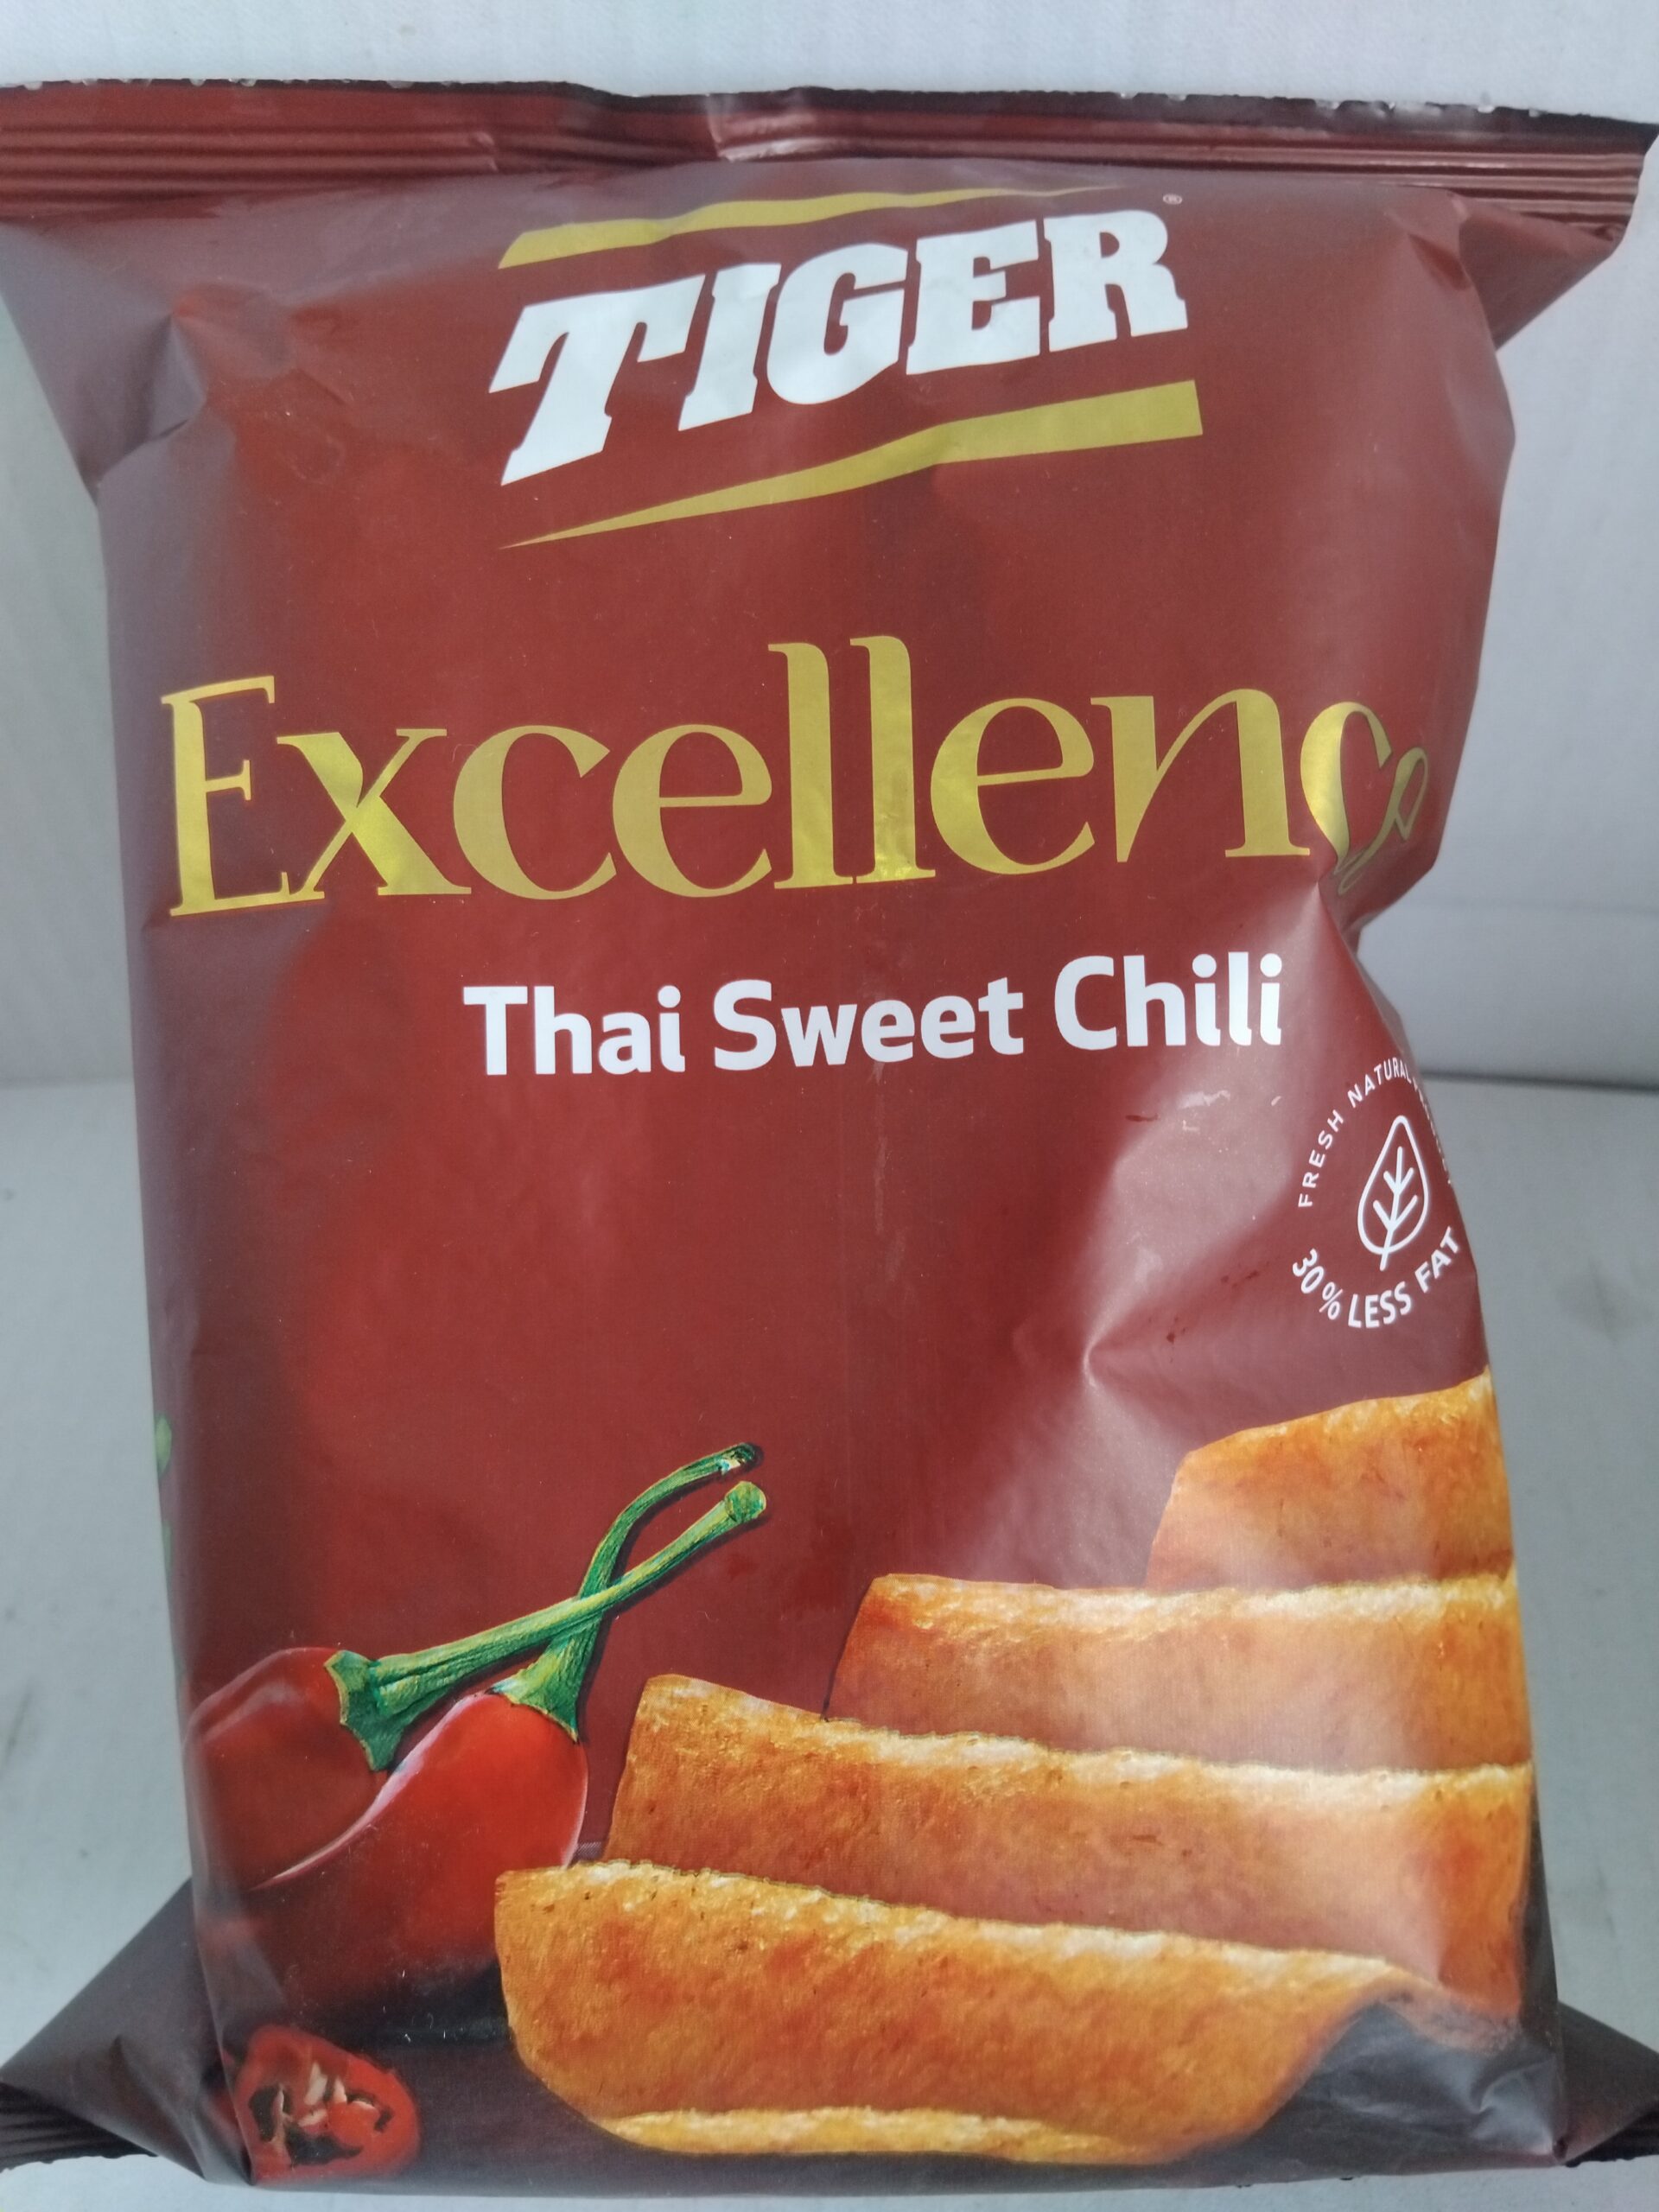 TIGER®
Excellence
Thai Sweet Chili
FRESH NATURAL
30% LESS FAT